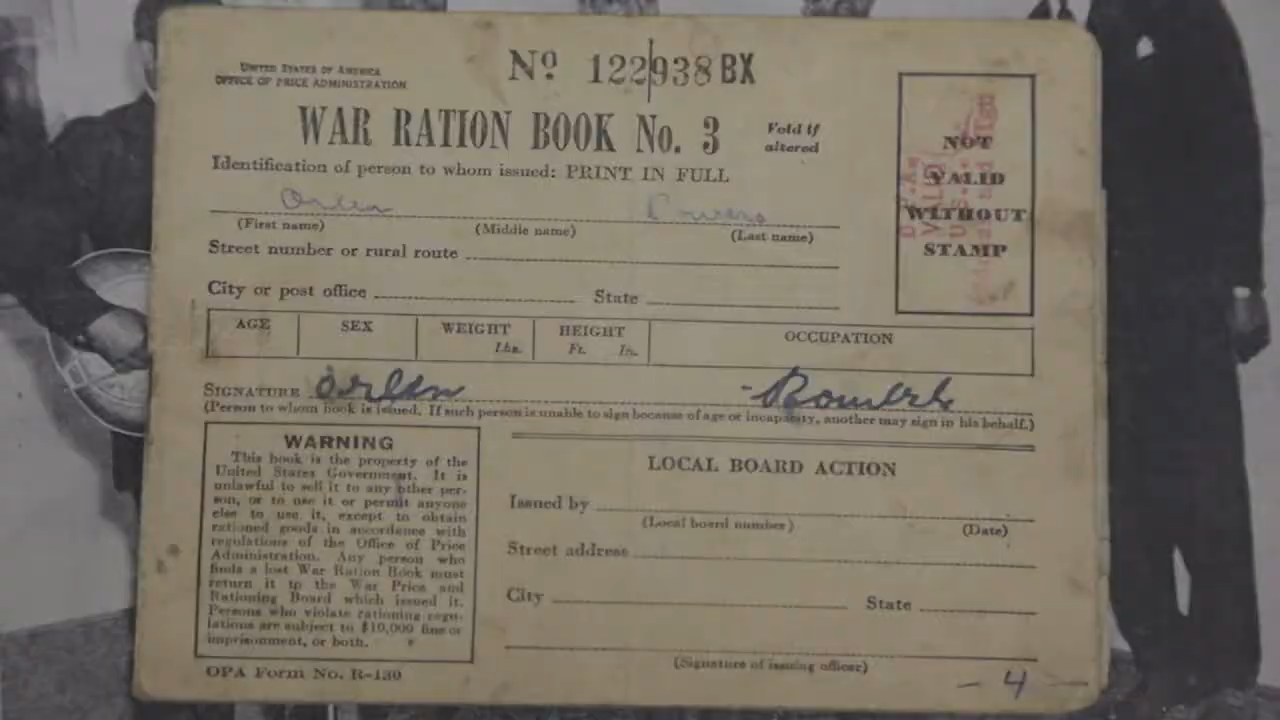 UNITED STATES OF AMERICA
OFFICE OF PRICE ADMINISTRATION
Nº 122938 BX
WAR RATION BOOK No. 3
Void if
altered
Identification of person to whom issued: PRINT IN FULL
Orlen
(First name) (Middle name) (Last name)
Street number or rural route
City or post office State
AGE SEX WEIGHT Lbs. HEIGHT Ft. In. OCCUPATION
SIGNATURE Orlen
(Person to whom book is issued. If such person is unable to sign because of age or incapacity, another may sign in his behalf.)
NOT
VALID
WITHOUT
STAMP
WARNING
This book is the property of the
United States Government. It is
unlawful to sell it to any other per-
son, or to use it or permit anyone
else to use it, except to obtain
rationed goods in accordance with
regulations of the Office of Price
Administration. Any person who
finds a lost War Ration Book must
return it to the War Price and
Rationing Board which issued it.
Persons who violate rationing regu-
lations are subject to $10,000 fine or
imprisonment, or both.
LOCAL BOARD ACTION
Issued by
(Local board number) (Date)
Street address
City State
(Signature of issuing officer)
OPA Form No. R-130
- 4 -